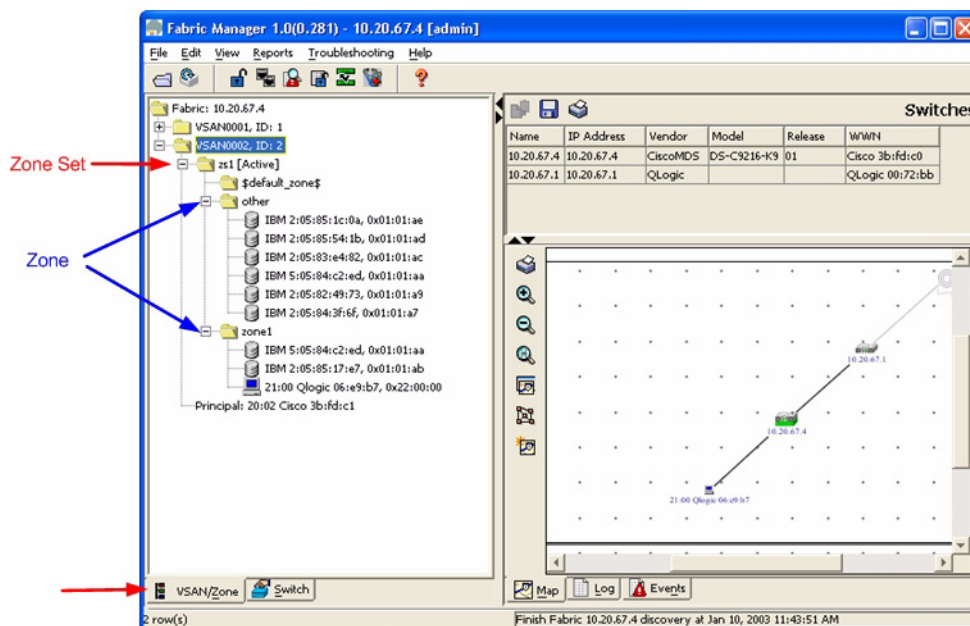 Fabric Manager 1.0(0.281) - 10.20.67.4 [admin]
File Edit View Reports Troubleshooting Help
Fabric: 10.20.67.4
VSAN0001, ID: 1
VSAN0002, ID: 2
Zone Set
zs1 [Active]
$default_zone$
other
IBM 2:05:85:1c:0a, 0x01:01:ae
IBM 2:05:85:54:1b, 0x01:01:ad
Zone
IBM 2:05:83:e4:82, 0x01:01:ac
IBM 5:05:84:c2:ed, 0x01:01:aa
IBM 2:05:82:49:73, 0x01:01:a9
IBM 2:05:84:3f:6f, 0x01:01:a7
zone1
IBM 5:05:84:c2:ed, 0x01:01:aa
IBM 2:05:85:17:e7, 0x01:01:ab
21:00 Qlogic 06:e9:b7, 0x22:00:00
Principal: 20:02 Cisco 3b:fd:c1
VSAN/Zone Switch
2 row(s)
Switches
Name IP Address Vendor Model Release WWN
10.20.67.4 10.20.67.4 CiscoMDS DS-C9216-K9 01 Cisco 3b:fd:c0
10.20.67.1 10.20.67.1 QLogic QLogic 00:72:bb
10.20.67.1
10.20.67.4
21:00 Qlogic 06:e9:b7
Map Log Events
Finish Fabric 10.20.67.4 discovery at Jan 10, 2003 11:43:51 AM